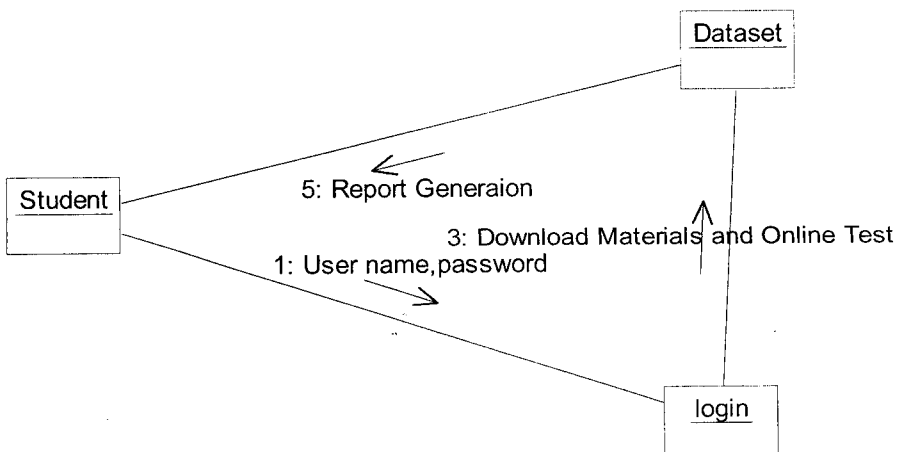 Dataset
Student
5: Report Generaion
3: Download Materials and Online Test
1: User name,password
login